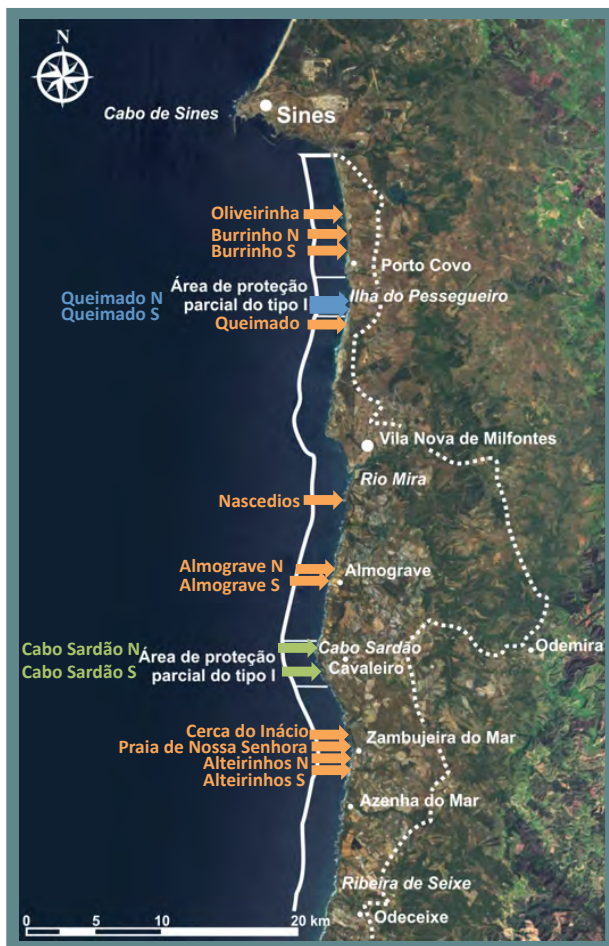 N
Cabo de Sines
Sines
Oliveirinha
Burrinho N
Burrinho S
Porto Covo
Área de proteção
parcial do tipo I
Queimado N
Queimado S
Ilha do Pessegueiro
Queimado
Vila Nova de Milfontes
Rio Mira
Nascedios
Almograve N
Almograve S
Almograve
Cabo Sardão N
Cabo Sardão S
Área de proteção
parcial do tipo I
Cabo Sardão
Cavaleiro
Odemira
Cerca do Inácio
Praia de Nossa Senhora
Alteirinhos N
Alteirinhos S
Zambujeira do Mar
Azenha do Mar
Ribeira de Seixe
Odeceixe
0 5 10 20 km